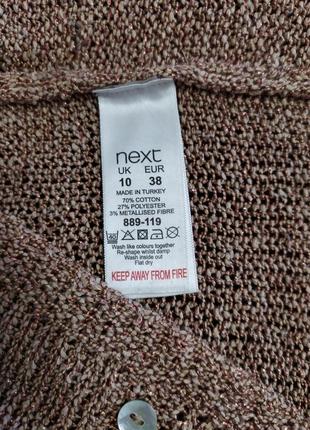 next
UK EUR
10 38
MADE IN TURKEY
70% COTTON
27% POLYESTER
3% METALLISED FIBRE
889-119
40
Wash like colours together
Re-shape whilst damp
Wash inside out
Flat dry
KEEP AWAY FROM FIRE